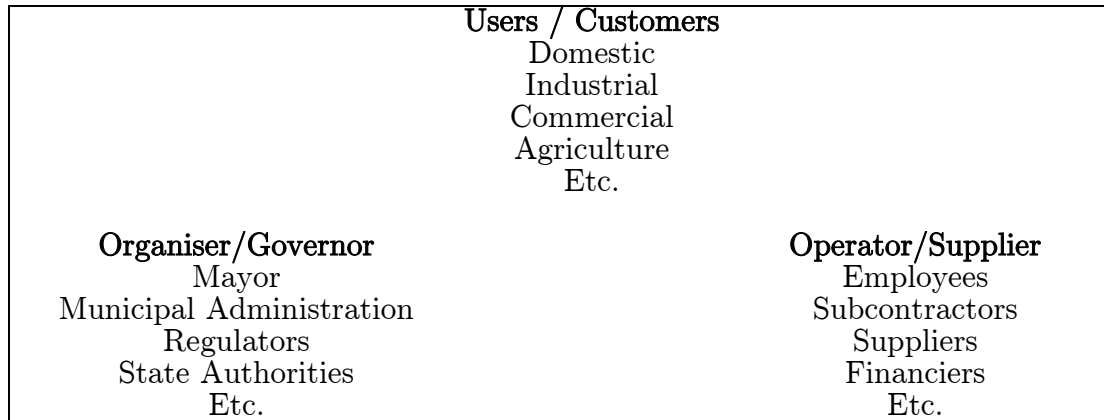 Users / Customers
Domestic
Industrial
Commercial
Agriculture
Etc.
Organiser/Governor
Mayor
Municipal Administration
Regulators
State Authorities
Etc.
Operator/Supplier
Employees
Subcontractors
Suppliers
Financiers
Etc.